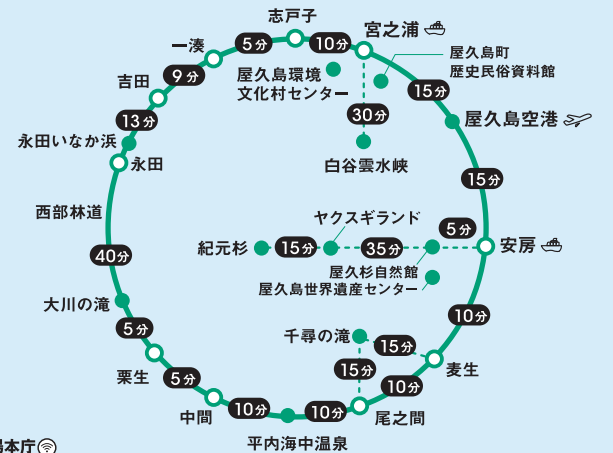 志戸子
宮之浦
一湊
5分
10分
屋久島町
歴史民俗資料館
吉田
9分
屋久島環境
文化村センター
15分
13分
30分
屋久島空港
永田いなか浜
永田
白谷雲水峡
15分
西部林道
ヤクスギランド
5分
40分
紀元杉
15分
35分
安房
屋久杉自然館
屋久島世界遺産センター
大川の滝
10分
5分
千尋の滝
15分
栗生
15分
麦生
5分
10分
中間
10分
10分
尾之間
平内海中温泉
本庁